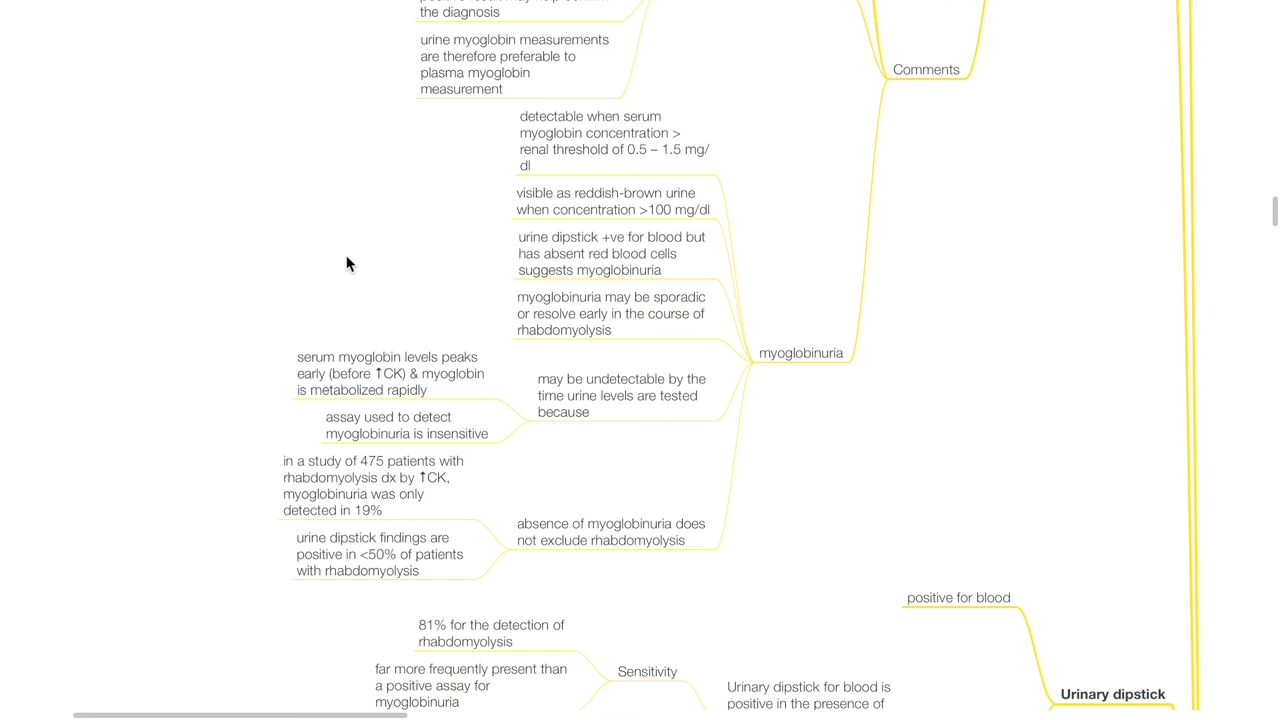 the diagnosis
urine myoglobin measurements
are therefore preferable to
plasma myoglobin
measurement
Comments
detectable when serum
myoglobin concentration >
renal threshold of 0.5 – 1.5 mg/
dl
visible as reddish-brown urine
when concentration >100 mg/dl
urine dipstick +ve for blood but
has absent red blood cells
suggests myoglobinuria
myoglobinuria may be sporadic
or resolve early in the course of
rhabdomyolysis
myoglobinuria
serum myoglobin levels peaks
early (before ↑CK) & myoglobin
is metabolized rapidly
may be undetectable by the
time urine levels are tested
because
assay used to detect
myoglobinuria is insensitive
in a study of 475 patients with
rhabdomyolysis dx by ↑CK,
myoglobinuria was only
detected in 19%
absence of myoglobinuria does
not exclude rhabdomyolysis
urine dipstick findings are
positive in <50% of patients
with rhabdomyolysis
positive for blood
81% for the detection of
rhabdomyolysis
Sensitivity
far more frequently present than
a positive assay for
myoglobinuria
Urinary dipstick for blood is
positive in the presence of
Urinary dipstick